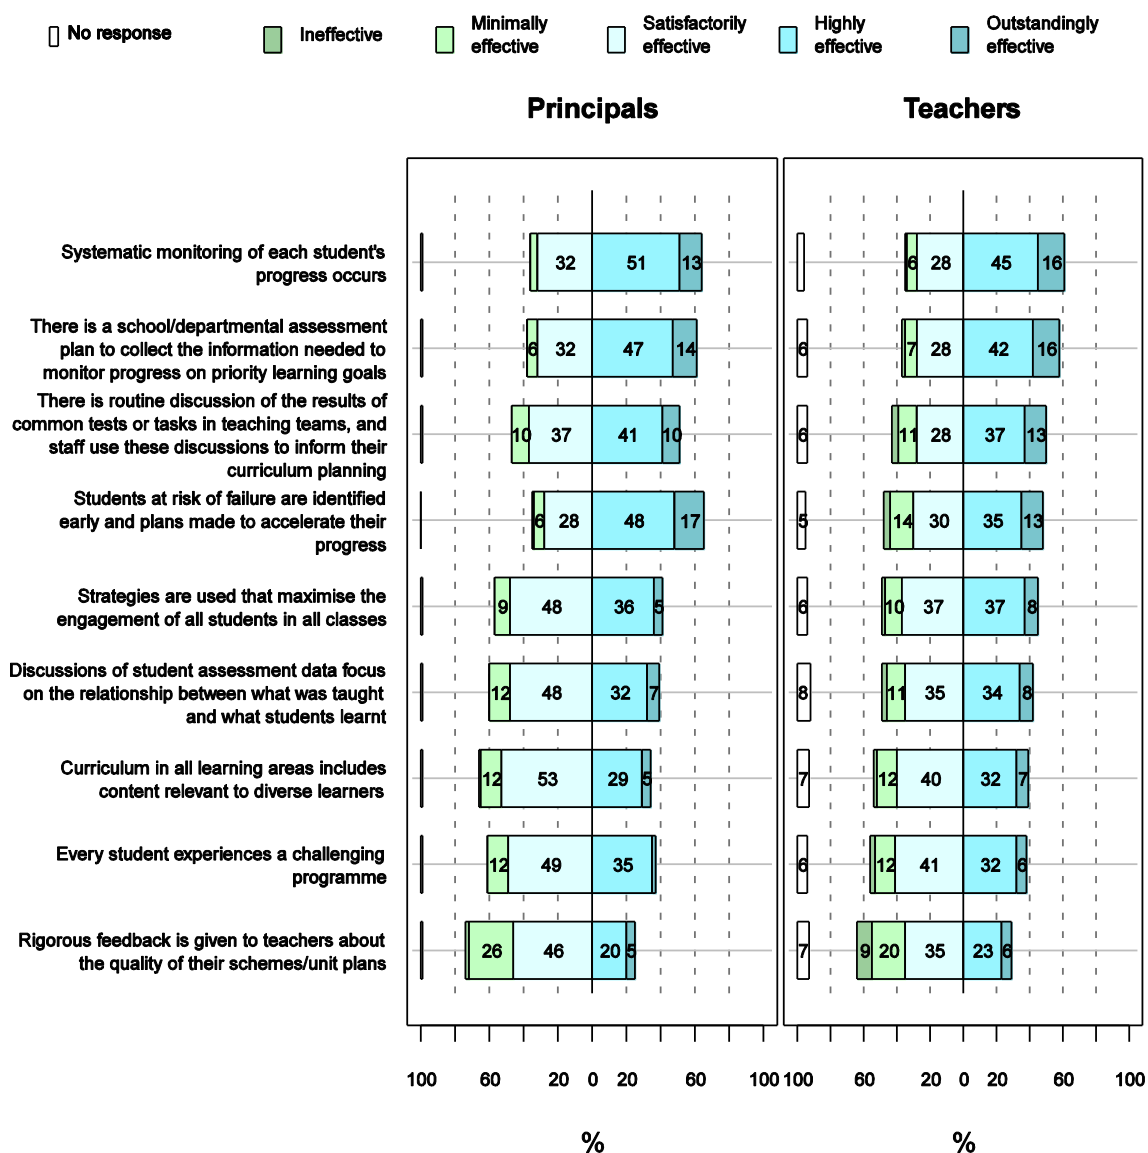 No response
Ineffective
Minimally
effective
Satisfactorily
effective
Highly
effective
Outstandingly
effective
Principals
Teachers
Systematic monitoring of each student's
progress occurs
32 51 13
6 28 45 16
There is a school/departmental assessment
plan to collect the information needed to
monitor progress on priority learning goals
6 32 47 14
6 7 28 42 16
There is routine discussion of the results of
common tests or tasks in teaching teams, and
staff use these discussions to inform their
curriculum planning
10 37 41 10
6 11 28 37 13
Students at risk of failure are identified
early and plans made to accelerate their
progress
6 28 48 17
5 14 30 35 13
Strategies are used that maximise the
engagement of all students in all classes
9 48 36 5
6 10 37 37 8
Discussions of student assessment data focus
on the relationship between what was taught
and what students learnt
12 48 32 7
8 11 35 34 8
Curriculum in all learning areas includes
content relevant to diverse learners
12 53 29 5
7 12 40 32 7
Every student experiences a challenging
programme
12 49 35
6 12 41 32 6
Rigorous feedback is given to teachers about
the quality of their schemes/unit plans
26 46 20 5
7 9 20 35 23 6
100 60 20 0 20 60 100
100 60 20 0 20 60 100
%
%